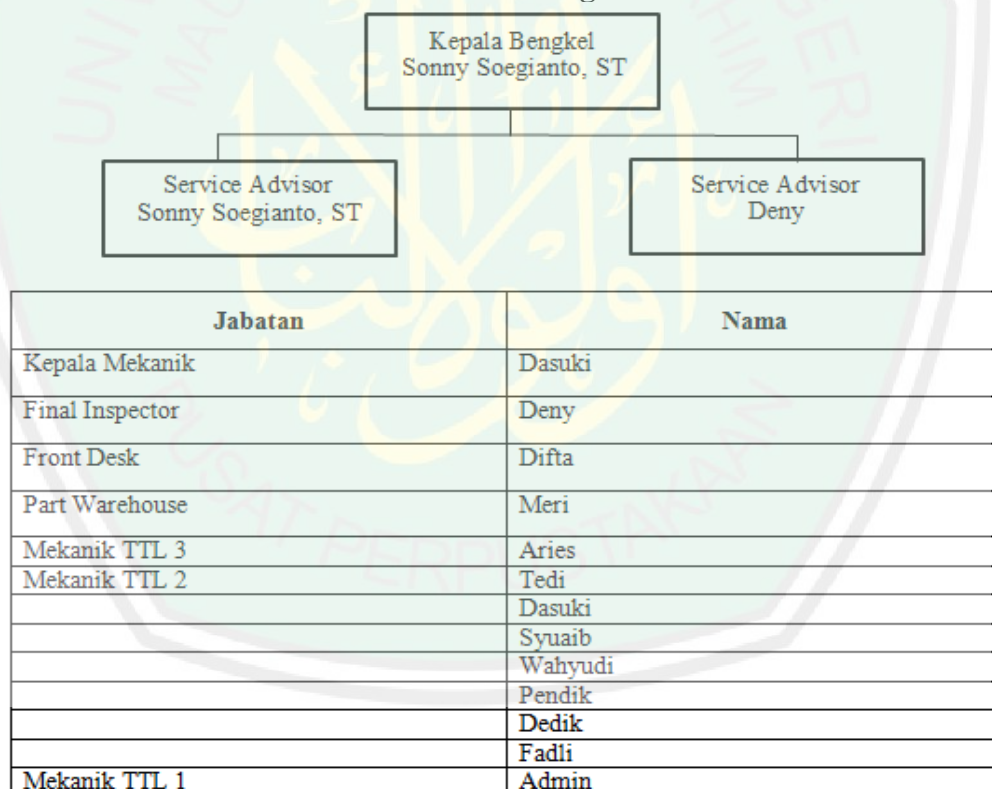 Kepala Bengkel
Sonny Soegianto, ST
Service Advisor
Sonny Soegianto, ST
Service Advisor
Deny
Jabatan Nama
Kepala Mekanik Dasuki
Final Inspector Deny
Front Desk Difta
Part Warehouse Meri
Mekanik TTL 3 Aries
Mekanik TTL 2 Tedi
Dasuki
Syuaib
Wahyudi
Pendik
Dedik
Fadli
Mekanik TTL 1 Admin
PUSAT PERPUSTAKAAN